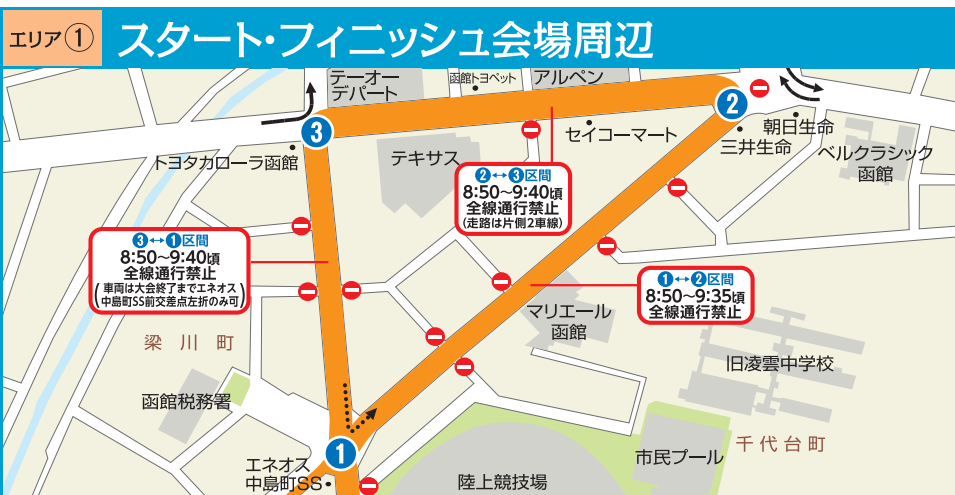 エリア①
スタート・フィニッシュ会場周辺
テーオー
デパート
函館トヨペット
アルペン
2
3
セイコーマート
朝日生命
三井生命
トヨタカローラ函館
テキサス
ベルクラシック
函館
2↔3区間
8:50~9:40頃
全線通行禁止
(走路は片側2車線)
3↔1区間
8:50~9:40頃
全線通行禁止
(車両は大会終了までエネオス
中島町SS前交差点左折のみ可)
1↔2区間
8:50~9:35頃
全線通行禁止
マリエール
函館
梁川町
旧凌雲中学校
函館税務署
千代台町
1
市民プール
エネオス
中島町SS
陸上競技場